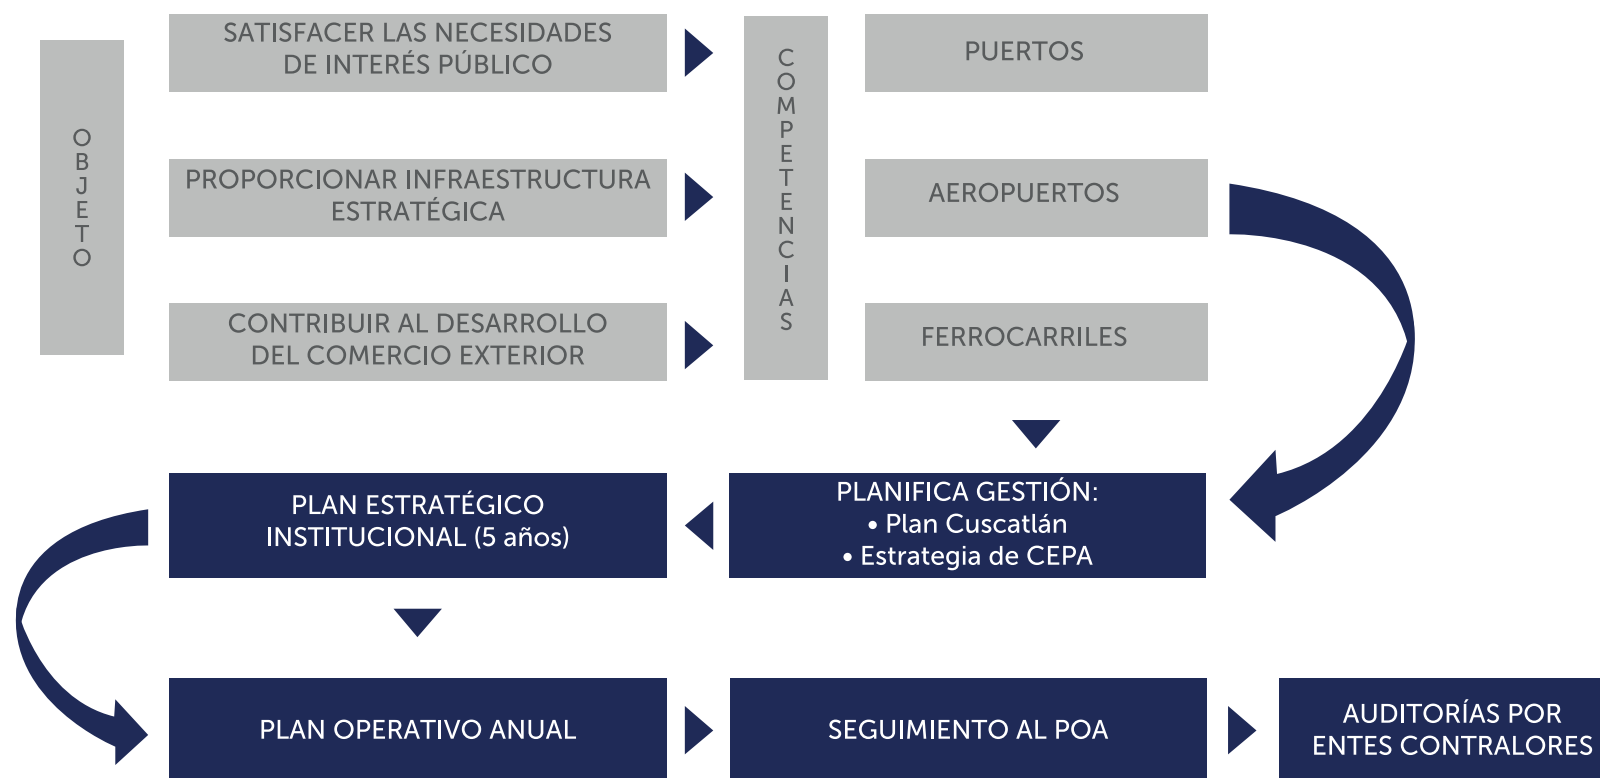 OBJETO
SATISFACER LAS NECESIDADES
DE INTERÉS PÚBLICO
PROPORCIONAR INFRAESTRUCTURA
ESTRATÉGICA
CONTRIBUIR AL DESARROLLO
DEL COMERCIO EXTERIOR
COMPETENCIAS
PUERTOS
AEROPUERTOS
FERROCARRILES
PLANIFICA GESTIÓN:
• Plan Cuscatlán
• Estrategia de CEPA
PLAN ESTRATÉGICO
INSTITUCIONAL (5 años)
PLAN OPERATIVO ANUAL
SEGUIMIENTO AL POA
AUDITORÍAS POR
ENTES CONTRALORES